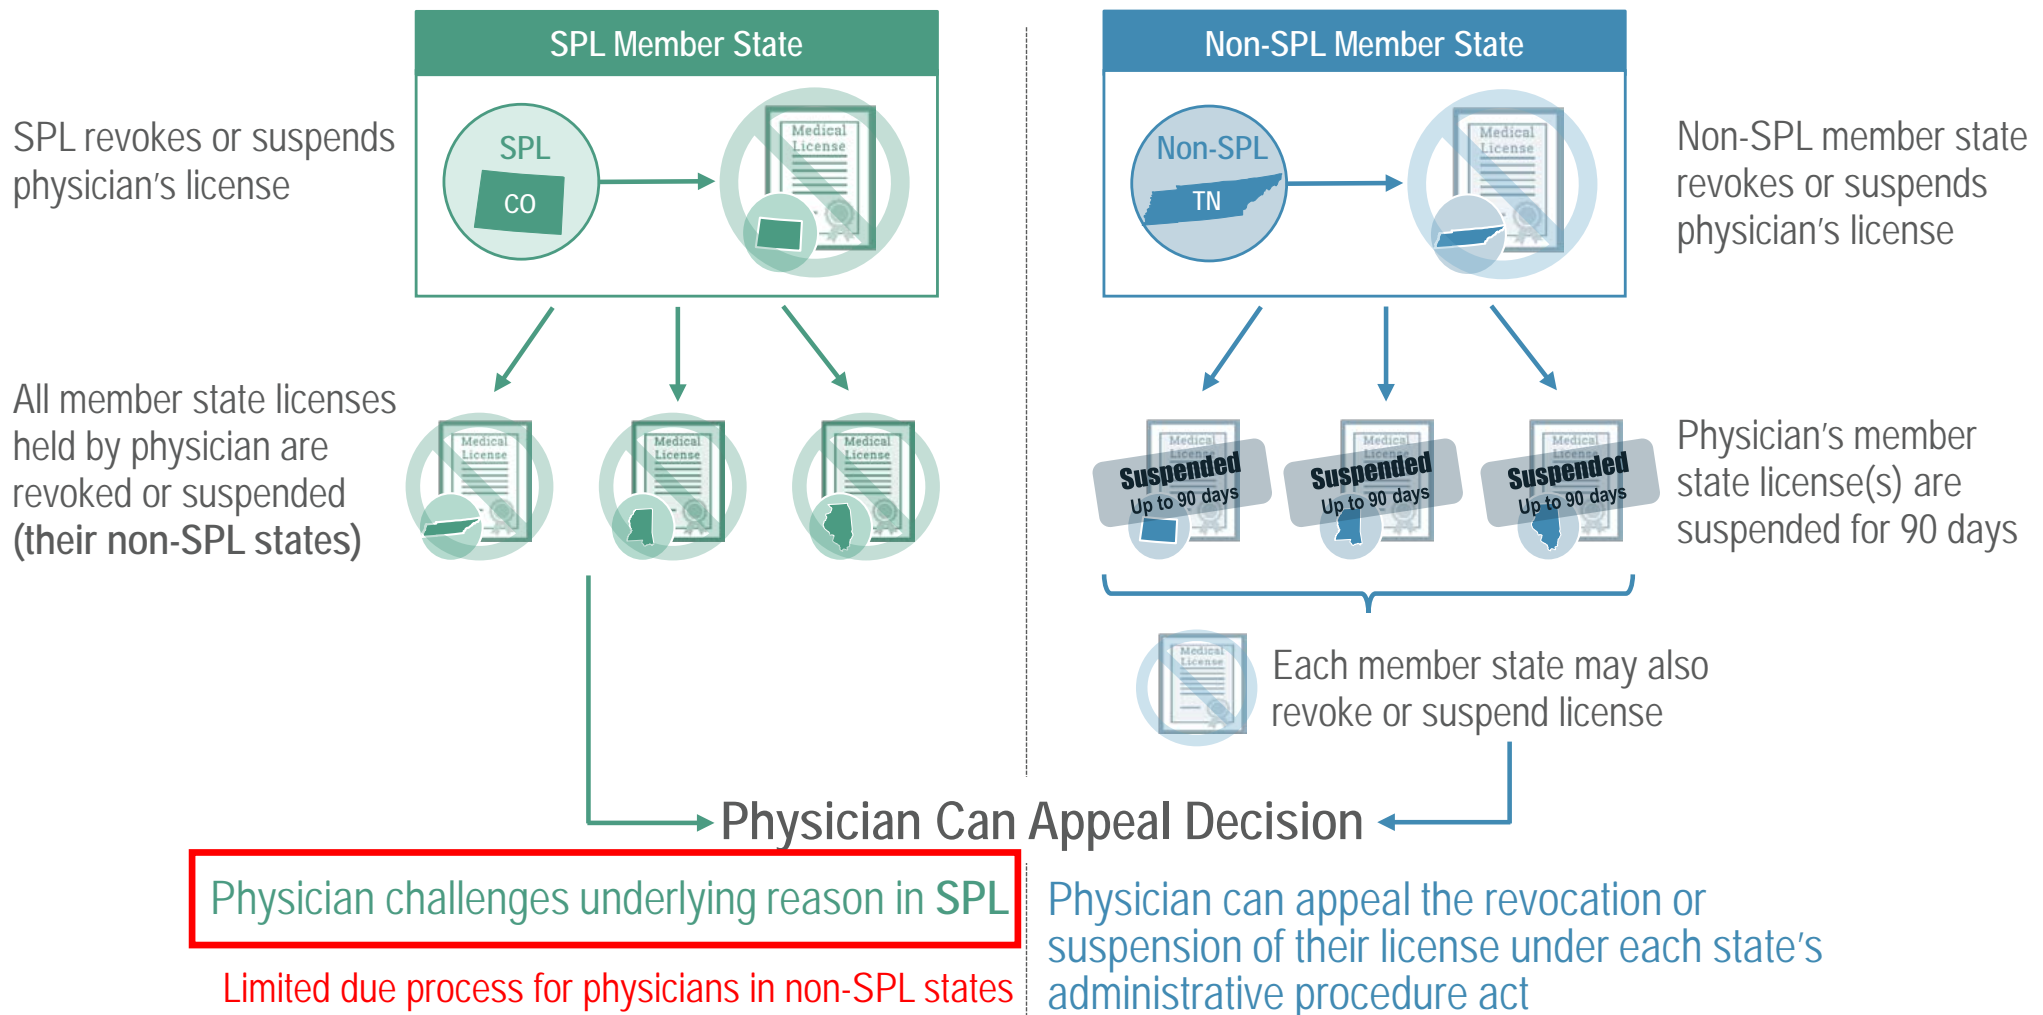 SPL Member State
SPL revokes or suspends
physician's license
SPL
CO
Medical
License
All member state licenses
held by physician are
revoked or suspended
(their non-SPL states)
Medical
License
Medical
License
Medical
License
Non-SPL Member State
Non-SPL
TN
Medical
License
Non-SPL member state
revokes or suspends
physician's license
Medical
License
Suspended
Up to 90 days
Medical
License
Suspended
Up to 90 days
Medical
License
Suspended
Up to 90 days
Physician's member
state license(s) are
suspended for 90 days
Medical
License
Each member state may also
revoke or suspend license
Physician Can Appeal Decision
Physician challenges underlying reason in SPL
Limited due process for physicians in non-SPL states
Physician can appeal the revocation or
suspension of their license under each state's
administrative procedure act